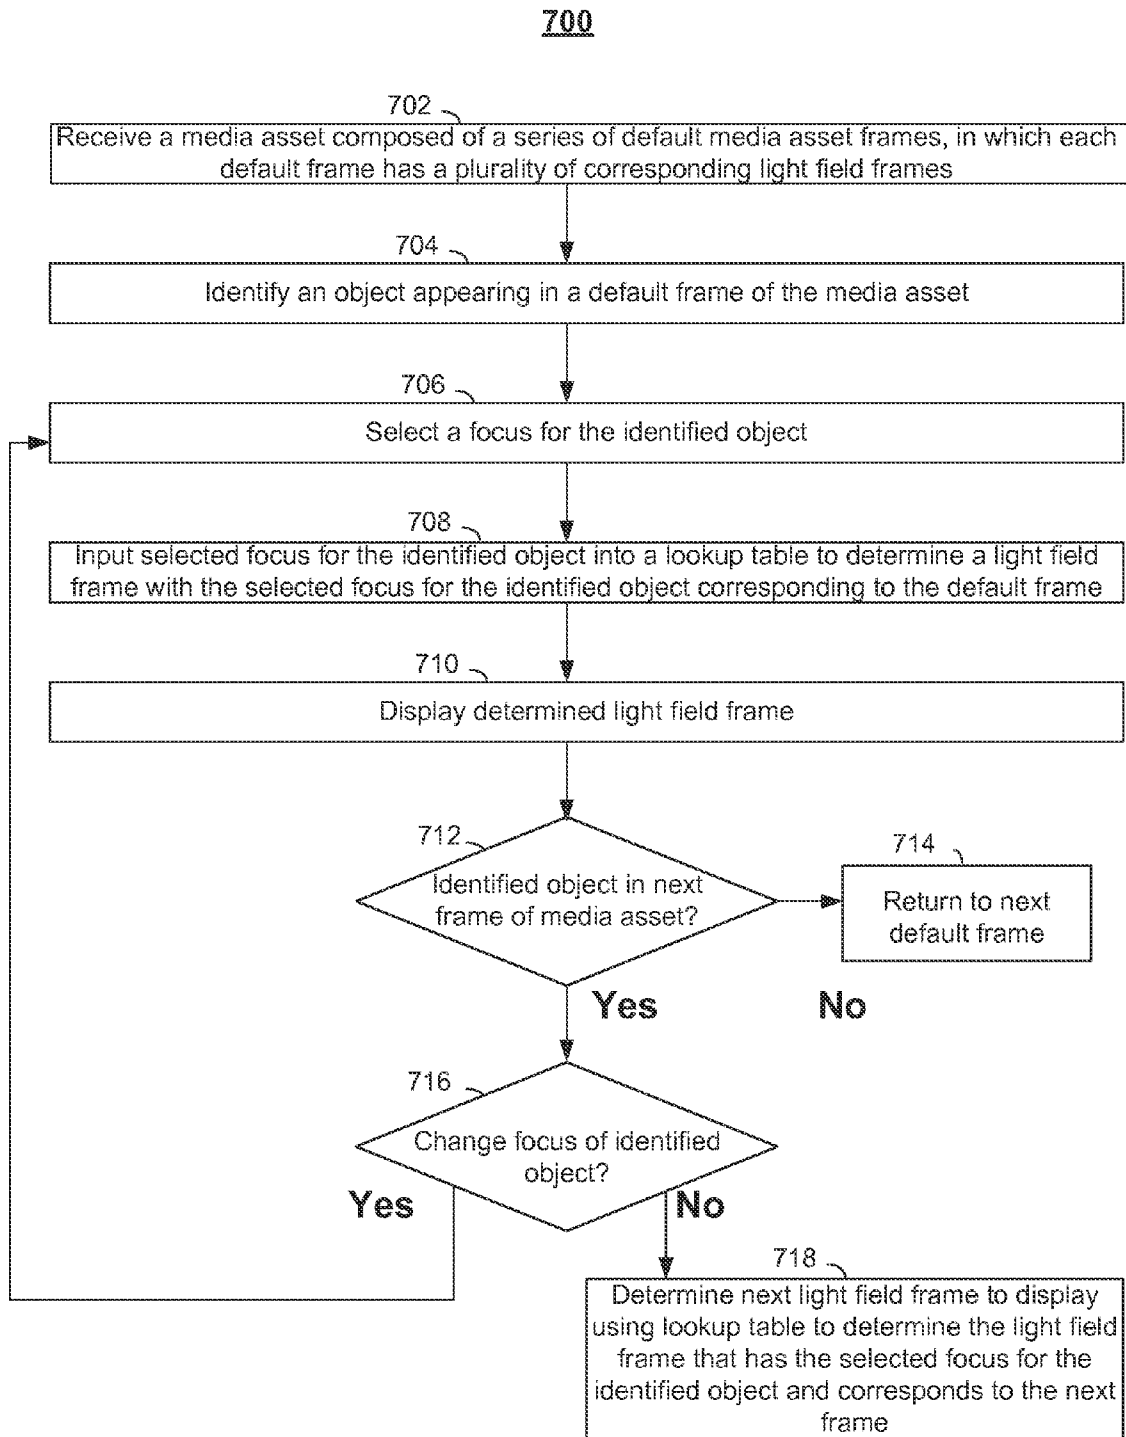 700
702
Receive a media asset composed of a series of default media asset frames, in which each
default frame has a plurality of corresponding light field frames
704
Identify an object appearing in a default frame of the media asset
706
Select a focus for the identified object
708
Input selected focus for the identified object into a lookup table to determine a light field
frame with the selected focus for the identified object corresponding to the default frame
710
Display determined light field frame
712
Identified object in next
frame of media asset?
714
Return to next
default frame
Yes
No
716
Change focus of identified
object?
Yes
No
718
Determine next light field frame to display
using lookup table to determine the light field
frame that has the selected focus for the
identified object and corresponds to the next
frame